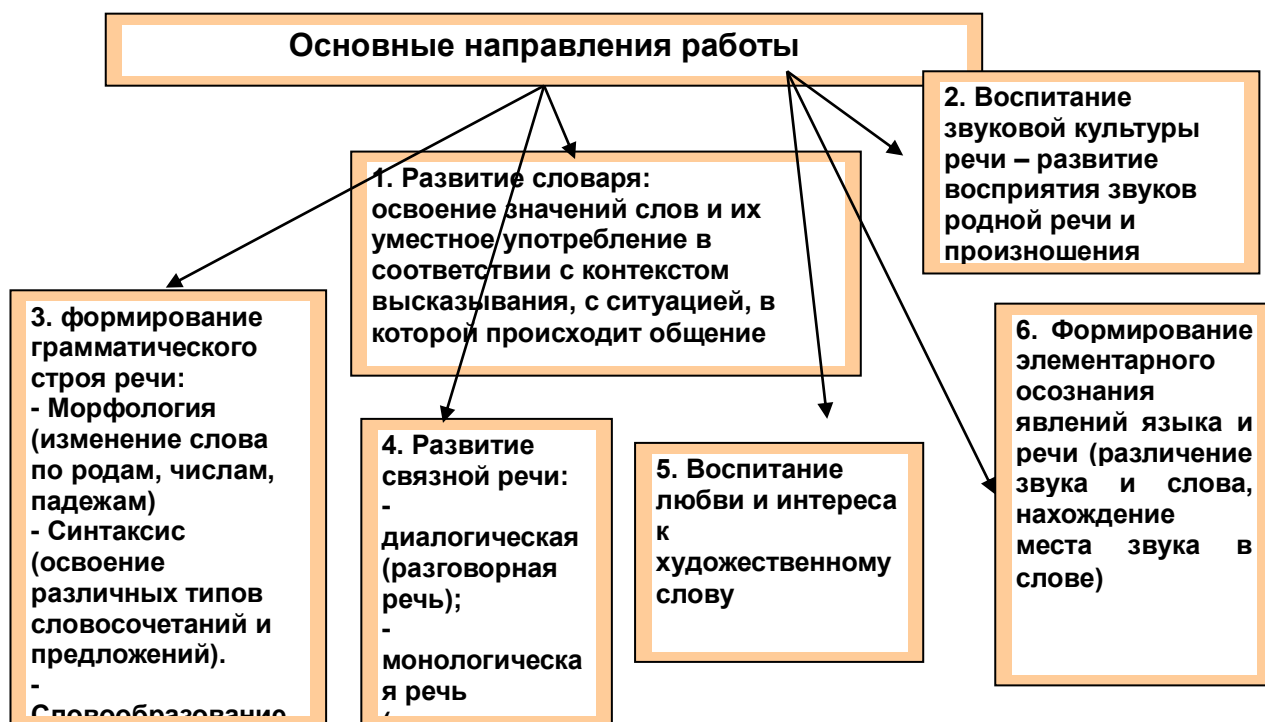 Основные направления работы
1. Развитие словаря:
освоение значений слов и их
уместное употребление в
соответствии с контекстом
высказывания, с ситуацией, в
которой происходит общение
2. Воспитание
звуковой культуры
речи – развитие
восприятия звуков
родной речи и
произношения
3. формирование
грамматического
строя речи:
- Морфология
(изменение слова
по родам, числам,
падежам)
- Синтаксис
(освоение
различных типов
словосочетаний и
предложений).
-
Словообразование
4. Развитие
связной речи:
-
диалогическая
(разговорная
речь);
-
монологическа
я речь
(
5. Воспитание
любви и интереса
к
художественному
слову
6. Формирование
элементарного
осознания
явлений языка и
речи (различение
звука и слова,
нахождение
места звука в
слове)